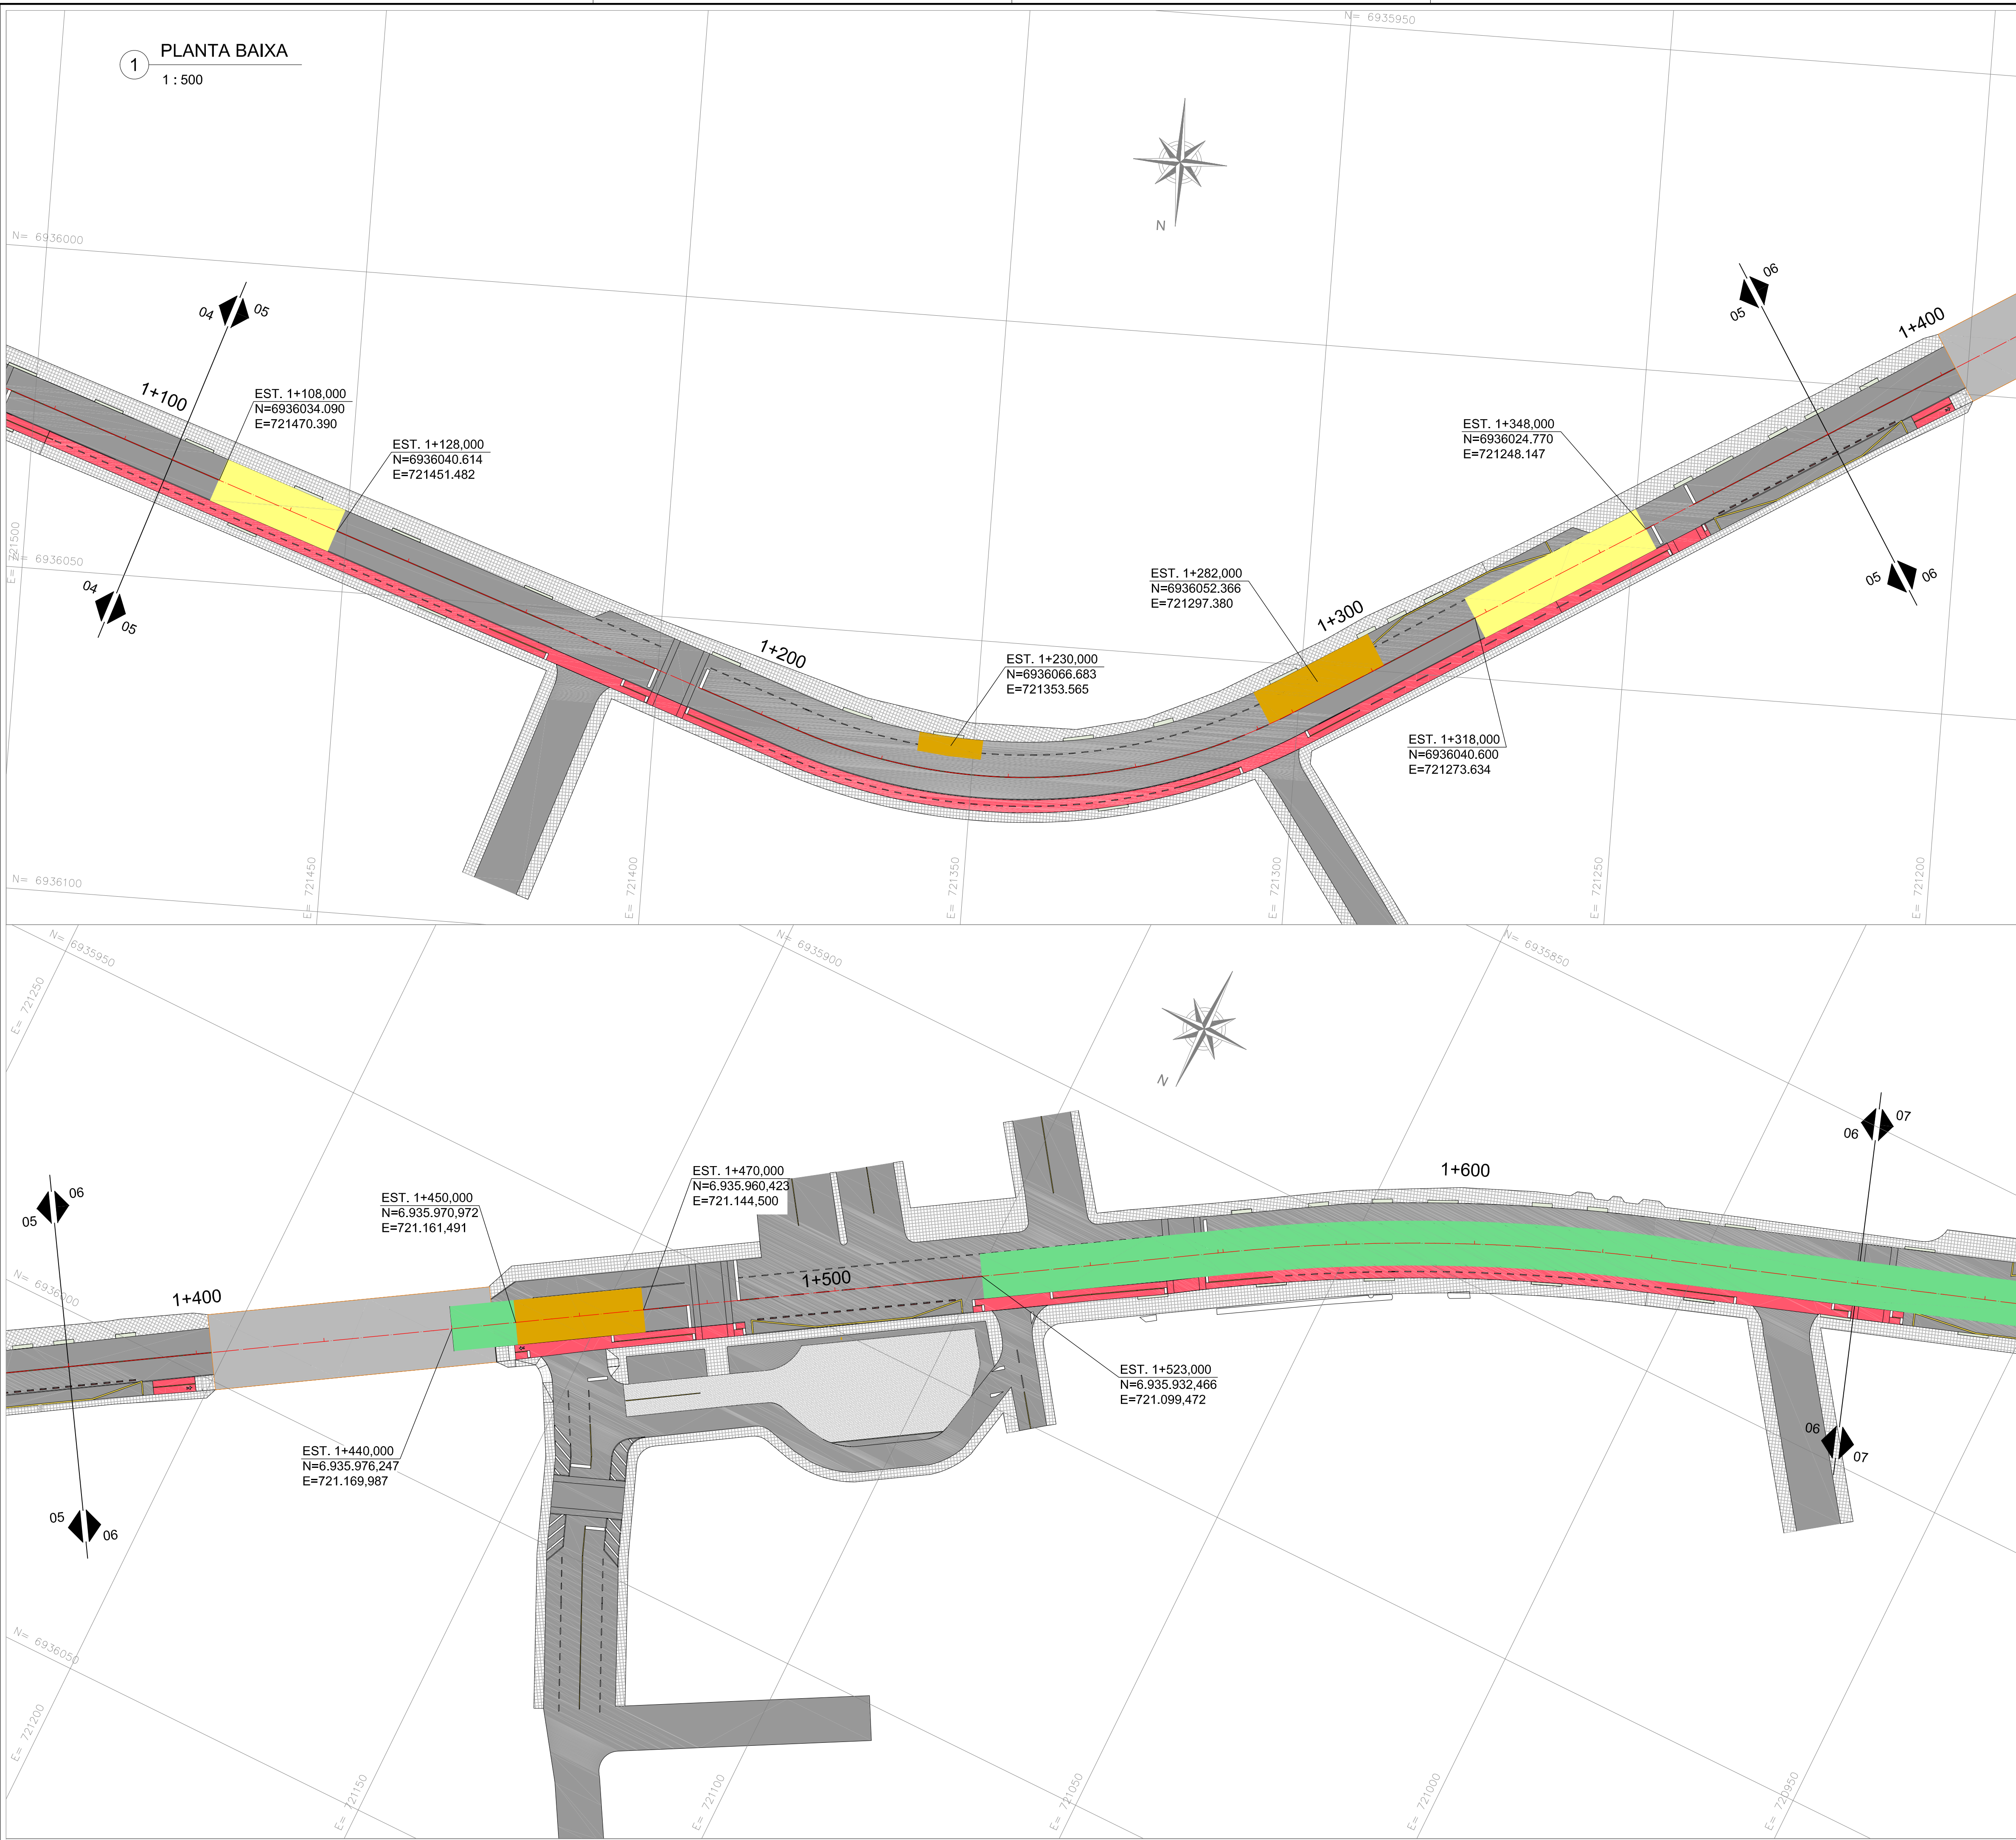 1
PLANTA BAIXA
1 : 500
N= 6935950
N
N= 6936000
04
05
06
05
1+100
EST. 1+108,000
N=6936034.090
E=721470.390
EST. 1+128,000
N=6936040.614
E=721451.482
1+400
EST. 1+348,000
N=6936024.770
E=721248.147
E= 721500
N= 6936050
04
05
EST. 1+282,000
N=6936052.366
E=721297.380
1+300
05
06
1+200
EST. 1+230,000
N=6936066.683
E=721353.565
EST. 1+318,000
N=6936040.600
E=721273.634
N= 6936100
E= 721450
E= 721400
E= 721350
E= 721300
E= 721250
E= 721200
N= 6935950
N= 6935900
N= 6935850
E= 721250
N
05
06
06
07
EST. 1+450,000
N=6.935.970,972
E=721.161,491
EST. 1+470,000
N=6.935.960,423
E=721.144,500
1+600
N= 6936000
1+400
1+500
EST. 1+523,000
N=6.935.932,466
E=721.099,472
EST. 1+440,000
N=6.935.976,247
E=721.169,987
05
06
06
07
N= 6936050
E= 721200
E= 721150
E= 721100
E= 721050
E= 721000
E= 720950